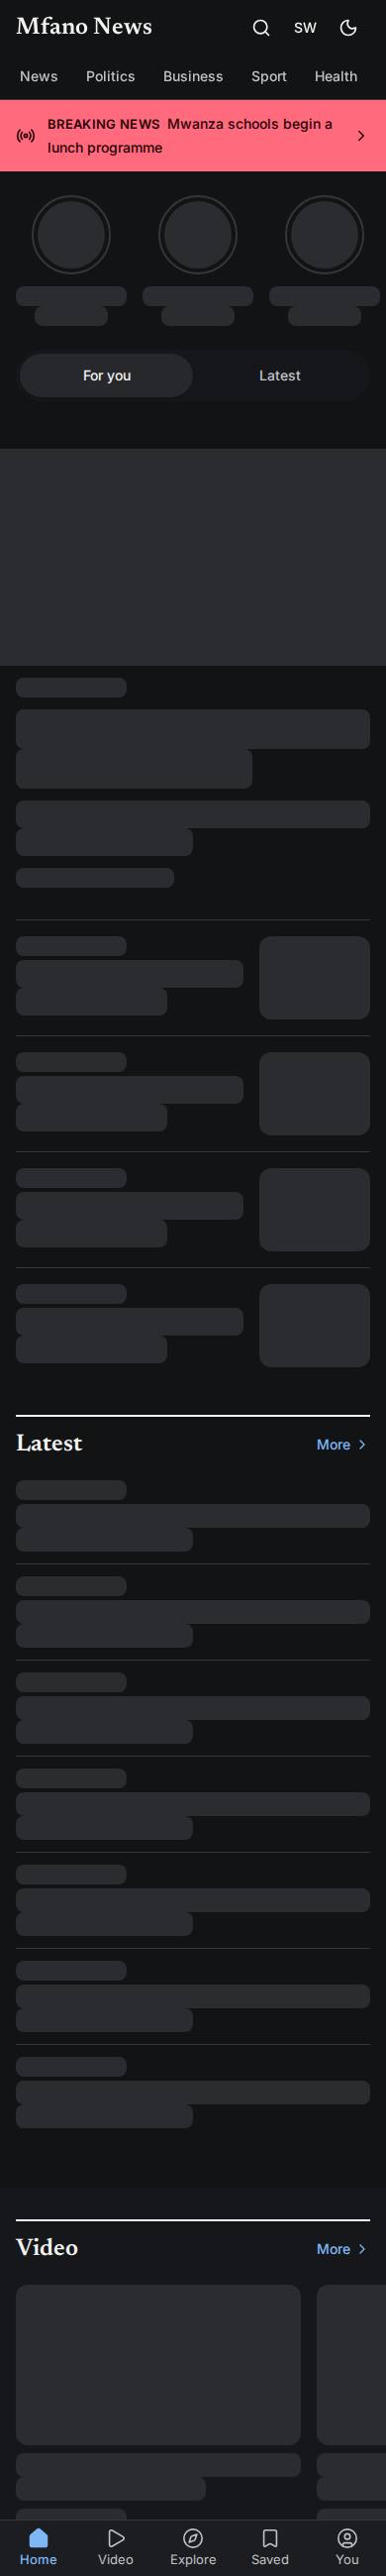 Mfano News
SW
News Politics Business Sport Health
BREAKING NEWS Mwanza schools begin a
lunch programme
For you Latest
Latest More
Video More
Home Video Explore Saved You